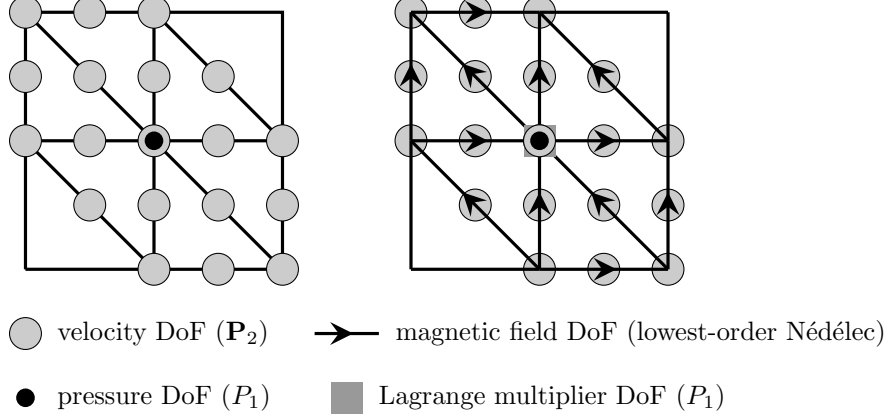 velocity DoF (P₂) magnetic field DoF (lowest-order Nédélec)
pressure DoF (P₁) Lagrange multiplier DoF (P₁)